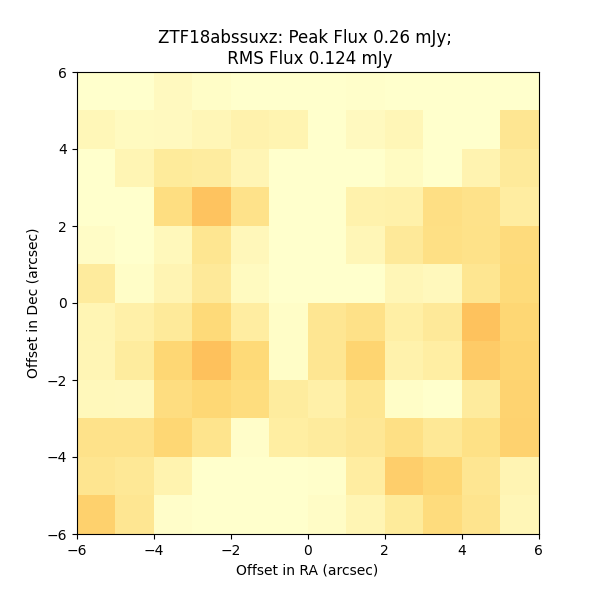 ZTF18abssuxz: Peak Flux 0.26 mJy;
RMS Flux 0.124 mJy
6
4
2
0
−2
−4
−6
Offset in Dec (arcsec)
−6 −4 −2 0 2 4 6
Offset in RA (arcsec)